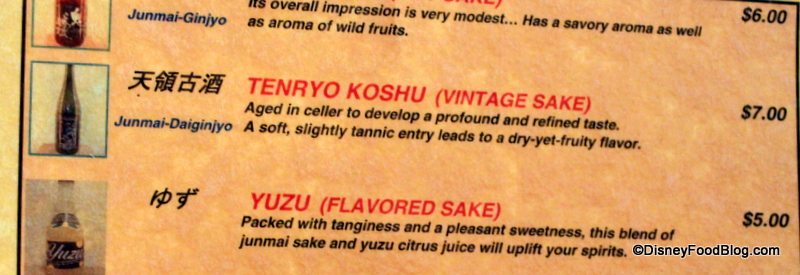 SAKE)
Its overall impression is very modest... Has a savory aroma as well
as aroma of wild fruits.
Junmai-Ginjyo
$6.00
天領古酒
Junmai-Daiginjyo
TENRYO KOSHU (VINTAGE SAKE)
Aged in celler to develop a profound and refined taste.
A soft, slightly tannic entry leads to a dry-yet-fruity flavor.
$7.00
ゆず
YUZU (FLAVORED SAKE)
Packed with tanginess and a pleasant sweetness, this blend of
junmai sake and yuzu citrus juice will uplift your spirits.
$5.00
Yuzu
©DisneyFoodBlog.com